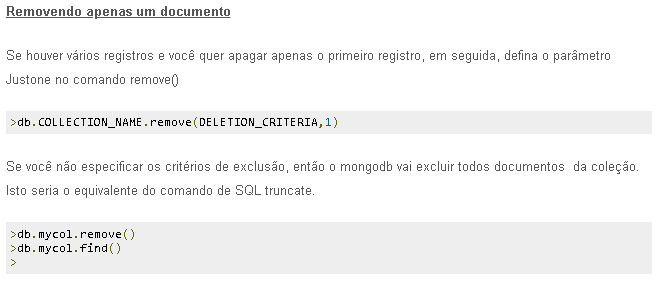 Removendo apenas um documento
Se houver vários registros e você quer apagar apenas o primeiro registro, em seguida, defina o parâmetro
Justone no comando remove()
>db.COLLECTION_NAME.remove(DELETION_CRITERIA,1)
Se você não especificar os critérios de exclusão, então o mongodb vai excluir todos documentos  da coleção.
Isto seria o equivalente do comando de SQL truncate.
>db.mycol.remove()
>db.mycol.find()
>